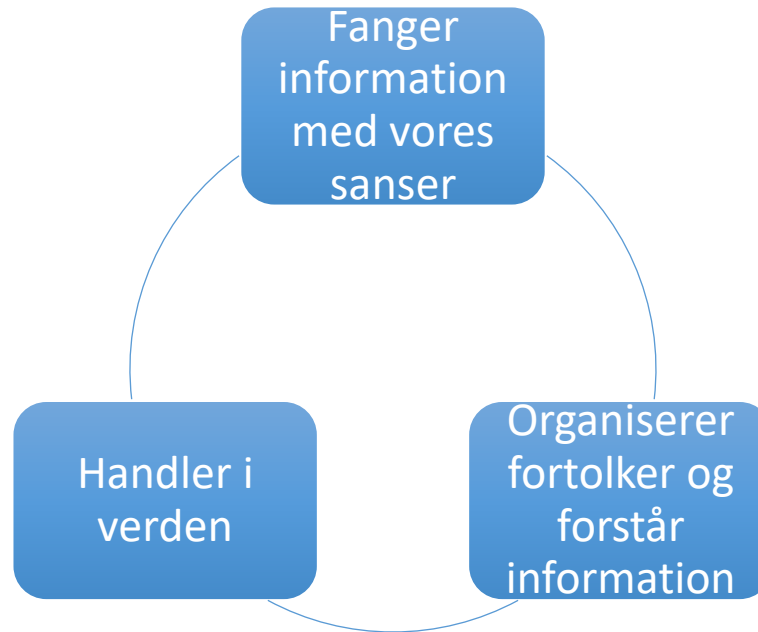 Fanger
information
med vores
sanser
Organiserer
fortolker og
forstår
information
Handler i
verden